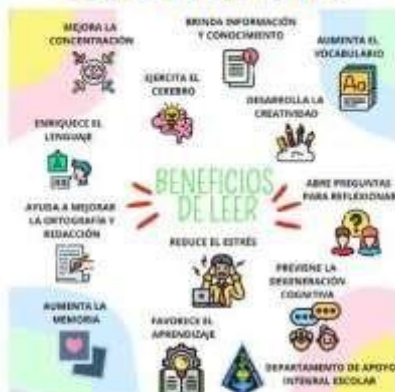 MEJORA LA
CONCENTRACIÓN
BRINDA INFORMACIÓN
Y CONOCIMIENTO
AUMENTA EL
VOCABULARIO
EJERCITA EL
CEREBRO
DESARROLLA LA
CREATIVIDAD
ENRIQUECE EL
LENGUAJE
BENEFICIOS
DE LEER
ABRE PREGUNTAS
PARA REFLEXIONAR
AYUDA A MEJORAR
LA ORTOGRAFÍA Y
REDACCIÓN
REDUCE EL ESTRÉS
PREVIENE LA
DEGENERACIÓN
COGNITIVA
AUMENTA LA
MEMORIA
FAVORECE EL
APRENDIZAJE
DEPARTAMENTO DE APOYO
INTEGRAL ESCOLAR